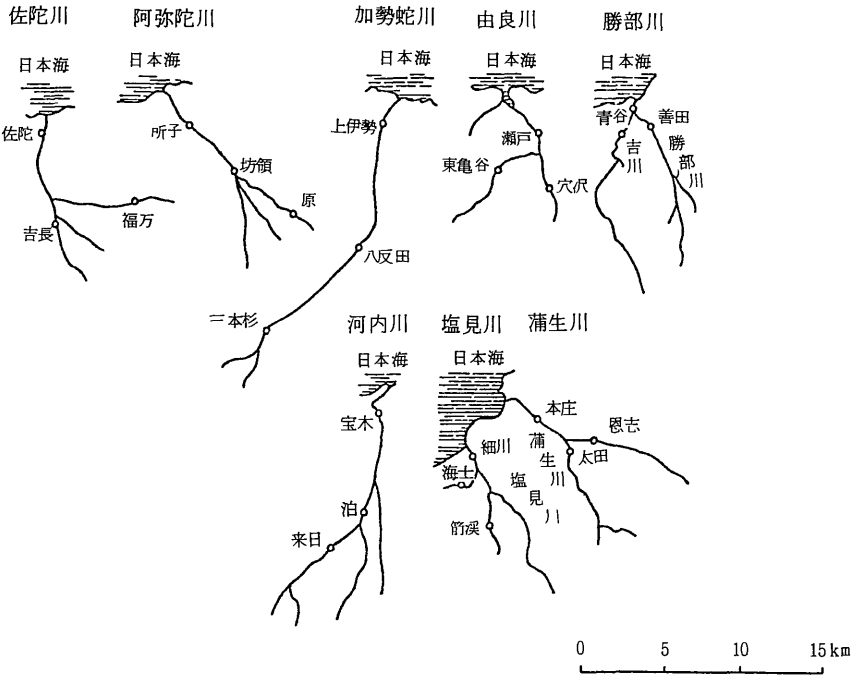 佐陀川
日本海
佐陀
福万
吉長
阿弥陀川
日本海
所子
坊領
原
加勢蛇川
日本海
上伊勢
八反田
三本杉
由良川
日本海
瀬戸
東亀谷
穴沢
勝部川
日本海
青谷
善田
吉川
勝部川
河内川
日本海
宝木
泊
来日
塩見川
日本海
細川
海士
塩見川
箭渓
蒲生川
本庄
恩志
蒲生川
太田
0 5 10 15km